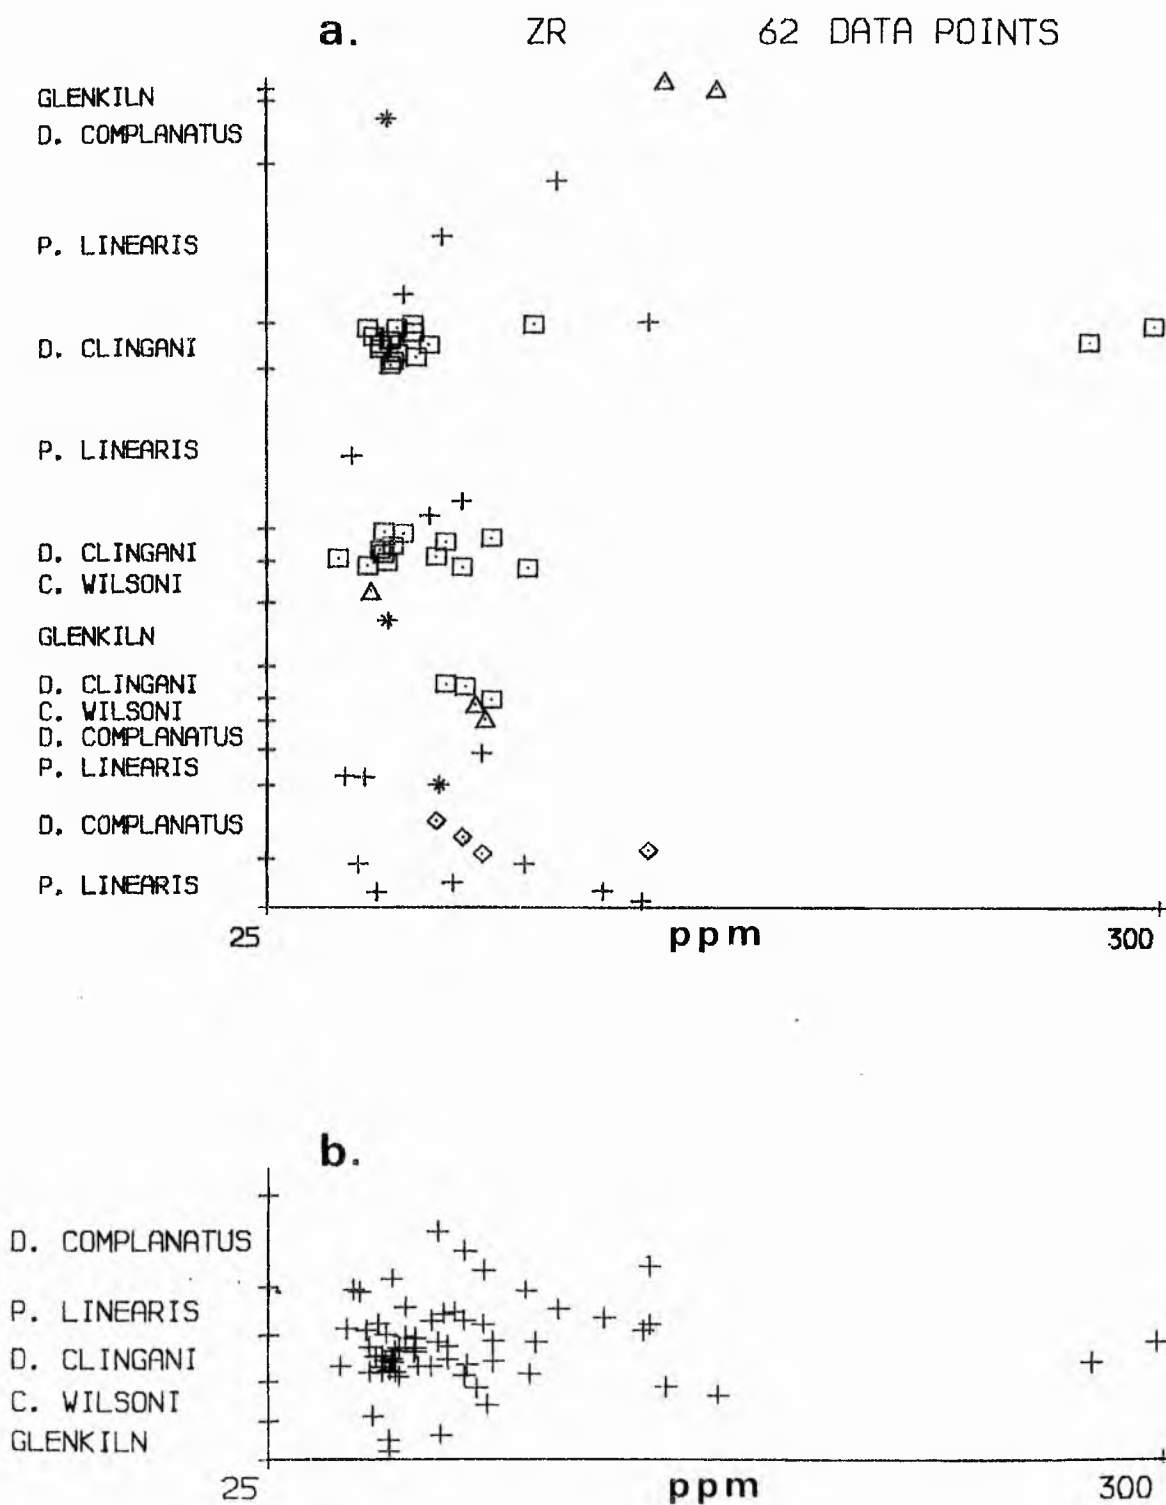 a. ZR 62 DATA POINTS
GLENKILN
D. COMPLANATUS
P. LINEARIS
D. CLINGANI
P. LINEARIS
D. CLINGANI
C. WILSONI
GLENKILN
D. CLINGANI
C. WILSONI
D. COMPLANATUS
P. LINEARIS
D. COMPLANATUS
P. LINEARIS
25 ppm 300
b.
D. COMPLANATUS
P. LINEARIS
D. CLINGANI
C. WILSONI
GLENKILN
25 ppm 300